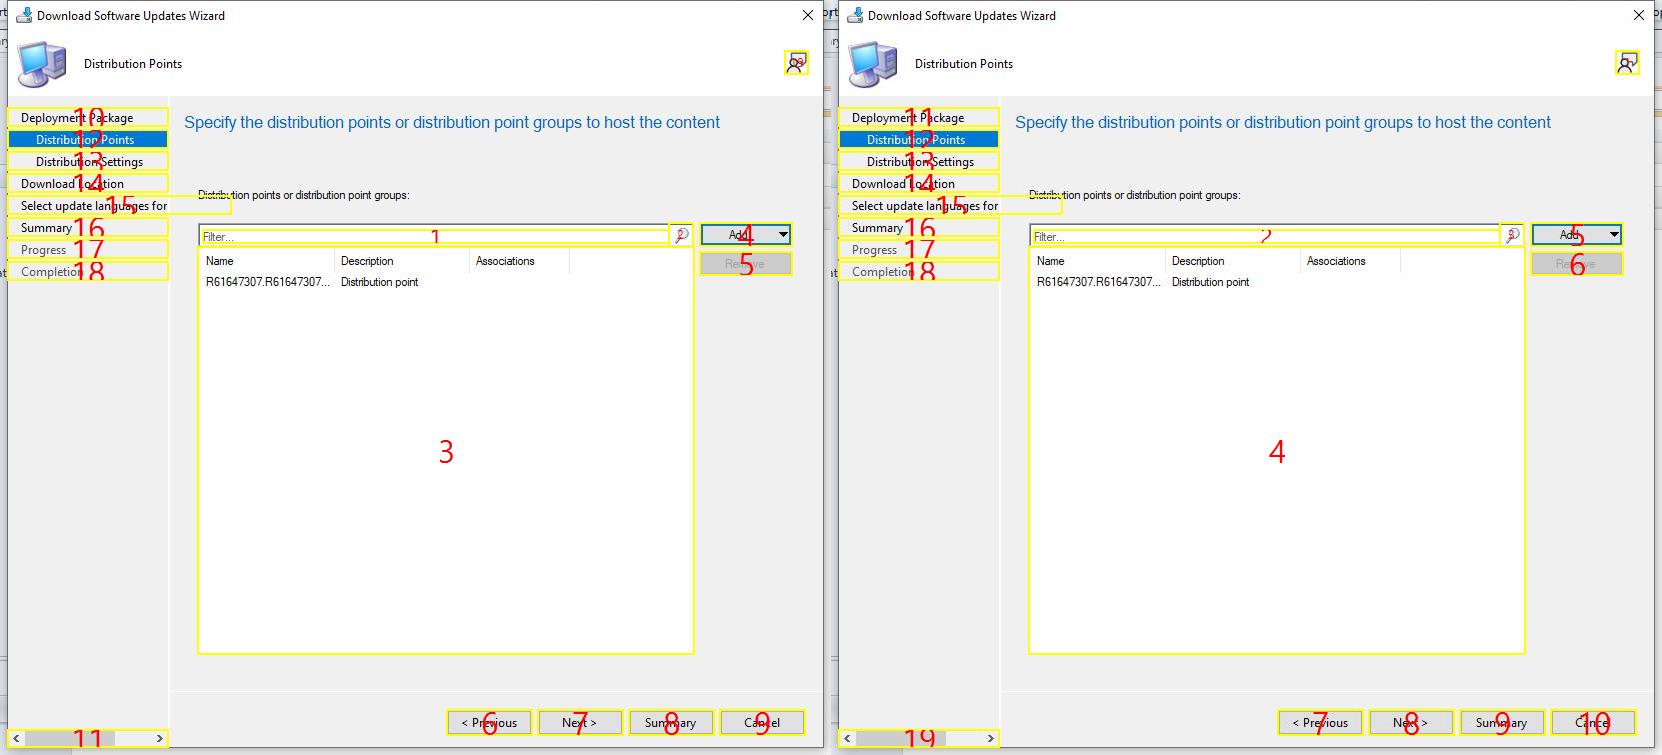 Download Software Updates Wizard
Distribution Points
19
10
Deployment Package
12
Distribution Points
13
Distribution Settings
14
Download Location
15
Select update languages for
16
Summary
17
Progress
18
Completion
11
Specify the distribution points or distribution point groups to host the content
Distribution points or distribution point groups:
Filter...
1
2
Add
4
Remove
5
Name Description Associations
R61647307.R61647307... Distribution point
3
< Previous Next > Summary Cancel
6 7 8 9
Download Software Updates Wizard
Distribution Points
11
Deployment Package
12
Distribution Points
13
Distribution Settings
14
Download Location
15
Select update languages for
16
Summary
17
Progress
18
Completion
19
Specify the distribution points or distribution point groups to host the content
Distribution points or distribution point groups:
Filter...
2
3
Add
5
Remove
6
Name Description Associations
R61647307.R61647307... Distribution point
4
< Previous Next > Summary Cancel
7 8 9 10